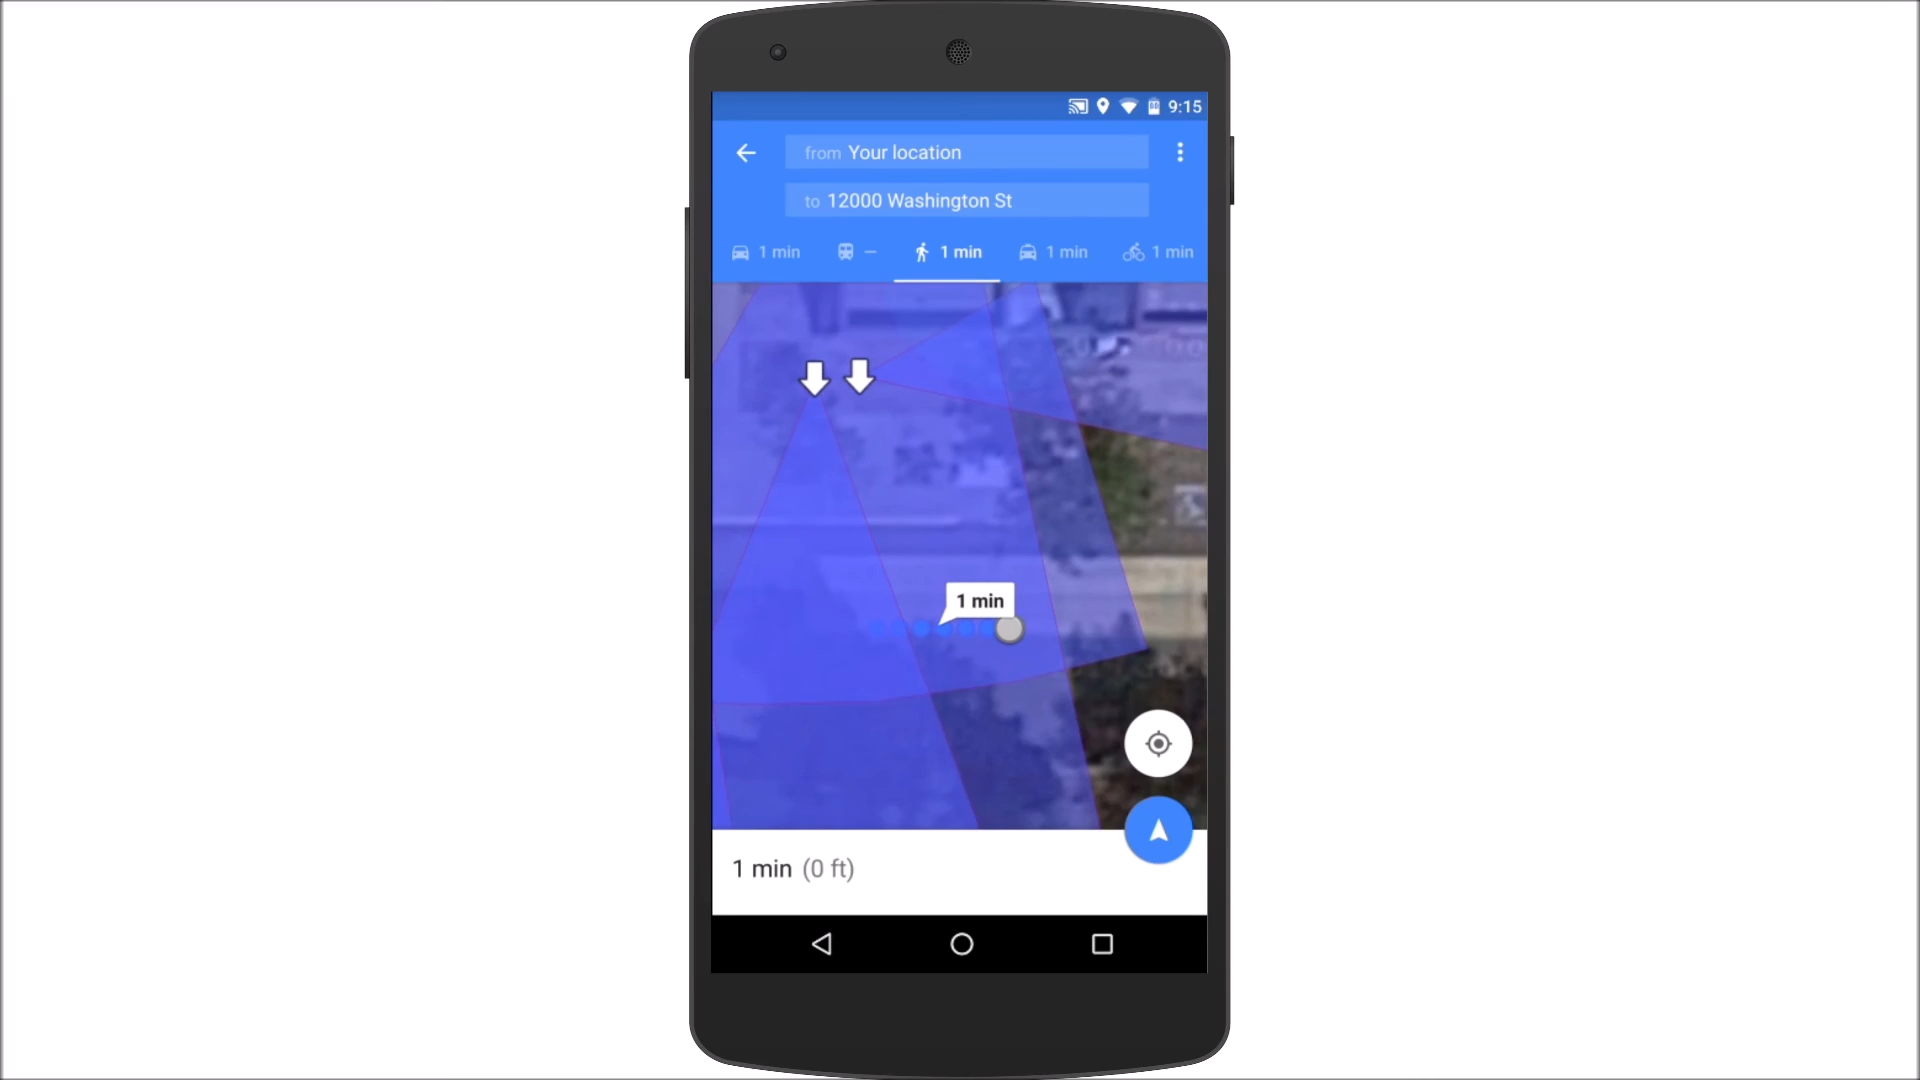 9:15
from Your location
to 12000 Washington St
1 min — 1 min 1 min 1 min
1 min
1 min (0 ft)